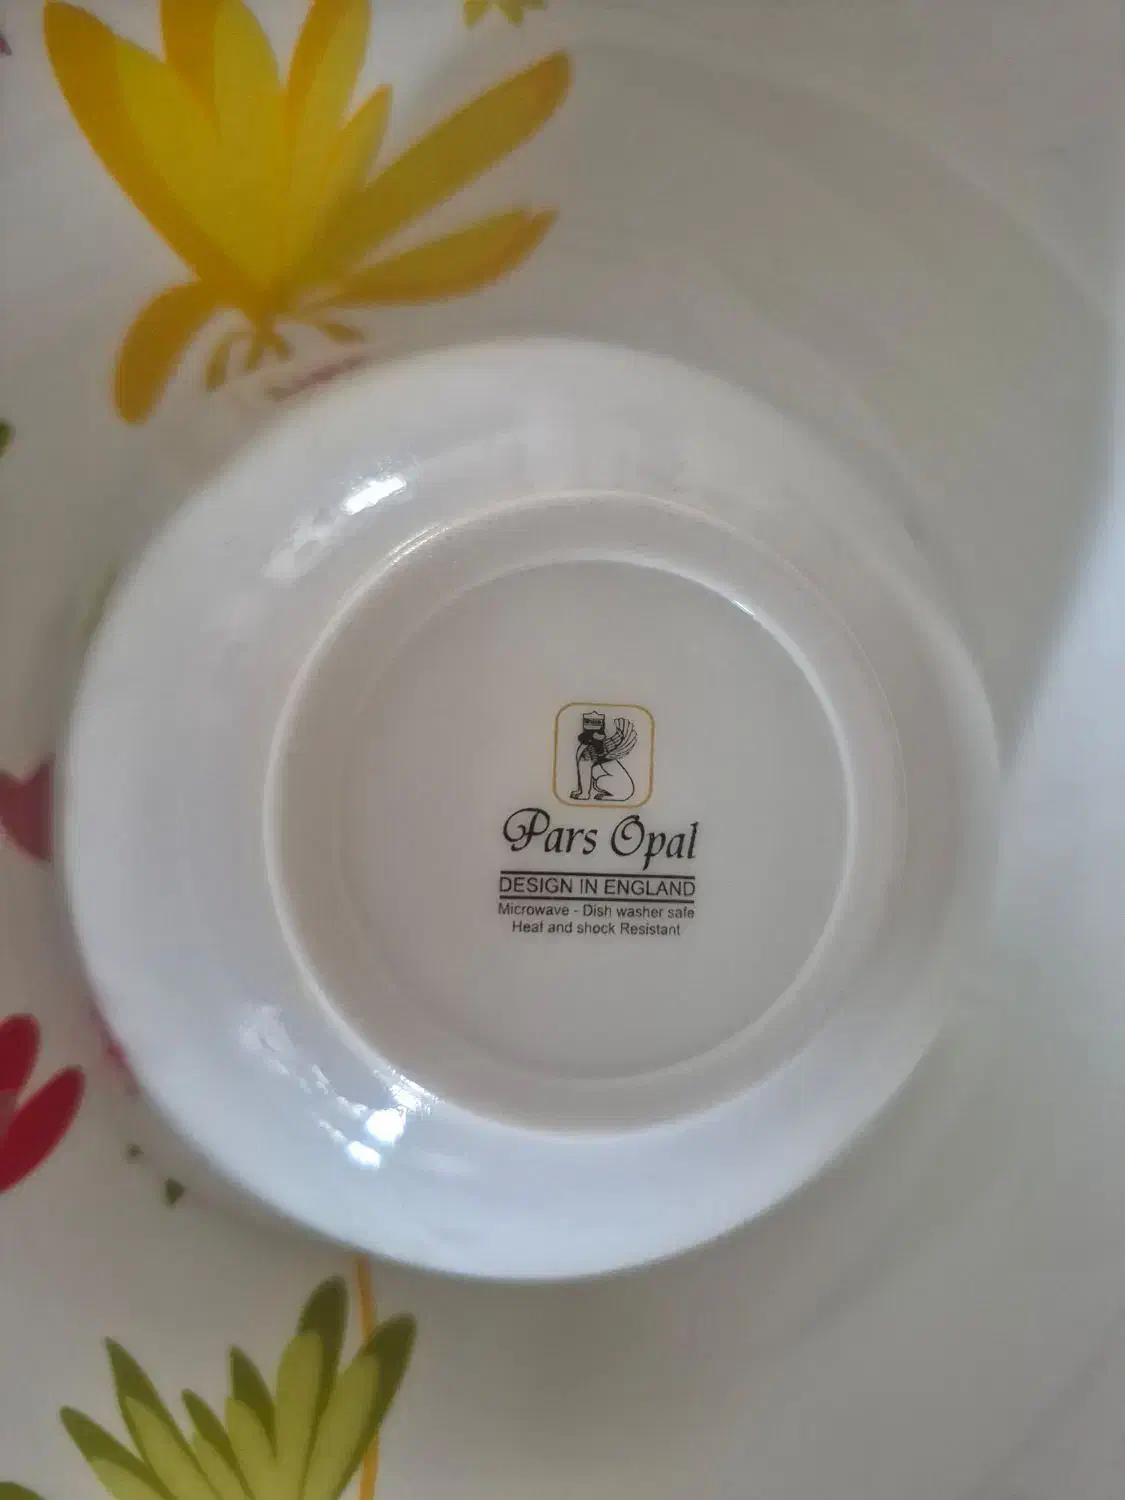 Pars Opal
DESIGN IN ENGLAND
Microwave - Dish washer safe
Heat and shock Resistant